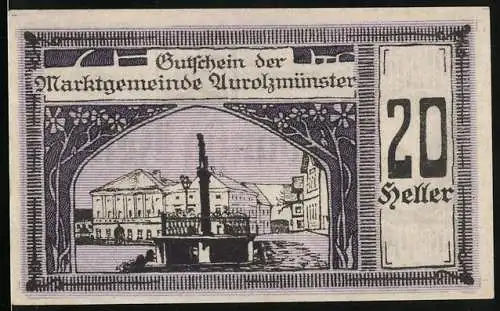 Gutschein der
Marktgemeinde Aurolzmünster
20
Heller